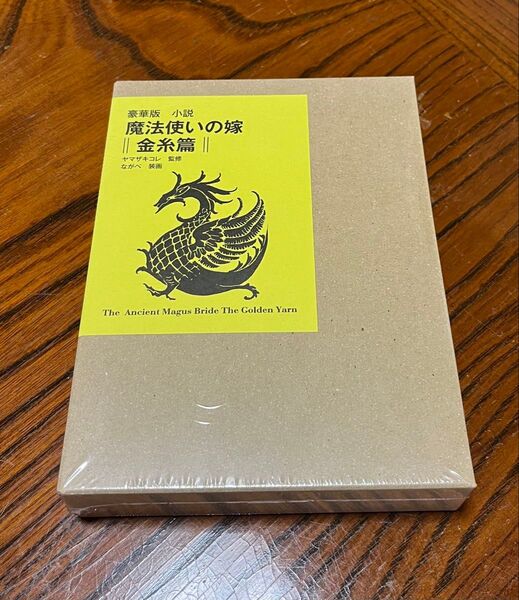 豪華版　小説
魔法使いの嫁
‖金糸篇‖
ヤマザキコレ　監修
ながべ　装画
The Ancient Magus Bride The Golden Yarn